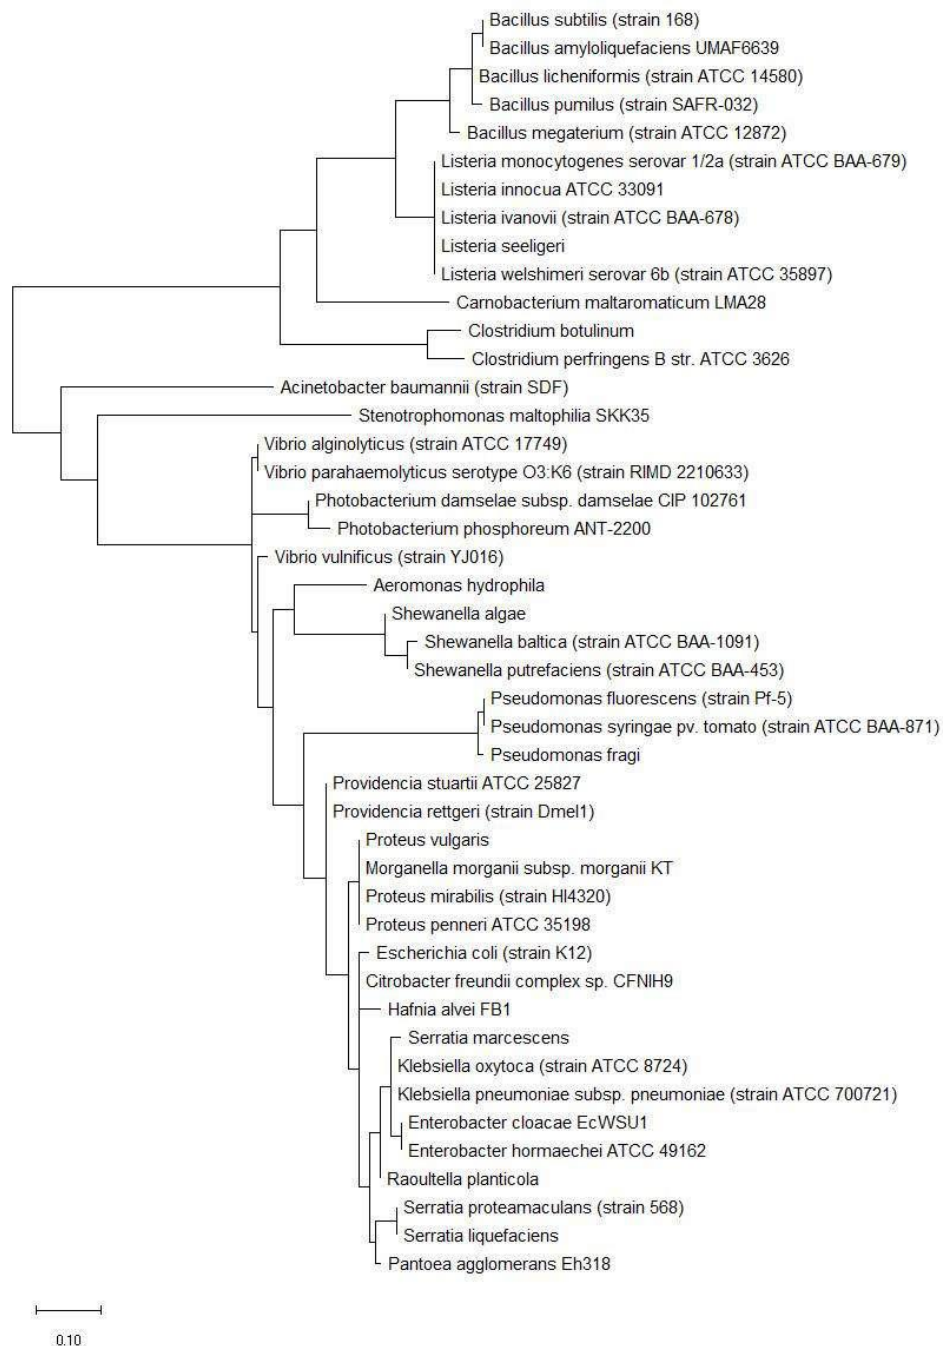 Bacillus subtilis (strain 168)
Bacillus amyloliquefaciens UMAF6639
Bacillus licheniformis (strain ATCC 14580)
Bacillus pumilus (strain SAFR-032)
Bacillus megaterium (strain ATCC 12872)
Listeria monocytogenes serovar 1/2a (strain ATCC BAA-679)
Listeria innocua ATCC 33091
Listeria ivanovii (strain ATCC BAA-678)
Listeria seeligeri
Listeria welshimeri serovar 6b (strain ATCC 35897)
Carnobacterium maltaromaticum LMA28
Clostridium botulinum
Clostridium perfringens B str. ATCC 3626
Acinetobacter baumannii (strain SDF)
Stenotrophomonas maltophilia SKK35
Vibrio alginolyticus (strain ATCC 17749)
Vibrio parahaemolyticus serotype O3:K6 (strain RIMD 2210633)
Photobacterium damselae subsp. damselae CIP 102761
Photobacterium phosphoreum ANT-2200
Vibrio vulnificus (strain YJ016)
Aeromonas hydrophila
Shewanella algae
Shewanella baltica (strain ATCC BAA-1091)
Shewanella putrefaciens (strain ATCC BAA-453)
Pseudomonas fluorescens (strain Pf-5)
Pseudomonas syringae pv. tomato (strain ATCC BAA-871)
Pseudomonas fragi
Providencia stuartii ATCC 25827
Providencia rettgeri (strain Dmel1)
Proteus vulgaris
Morganella morganii subsp. morganii KT
Proteus mirabilis (strain HI4320)
Proteus penneri ATCC 35198
Escherichia coli (strain K12)
Citrobacter freundii complex sp. CFNIH9
Hafnia alvei FB1
Serratia marcescens
Klebsiella oxytoca (strain ATCC 8724)
Klebsiella pneumoniae subsp. pneumoniae (strain ATCC 700721)
Enterobacter cloacae EcWSU1
Enterobacter hormaechei ATCC 49162
Raoultella planticola
Serratia proteamaculans (strain 568)
Serratia liquefaciens
Pantoea agglomerans Eh318
0.10